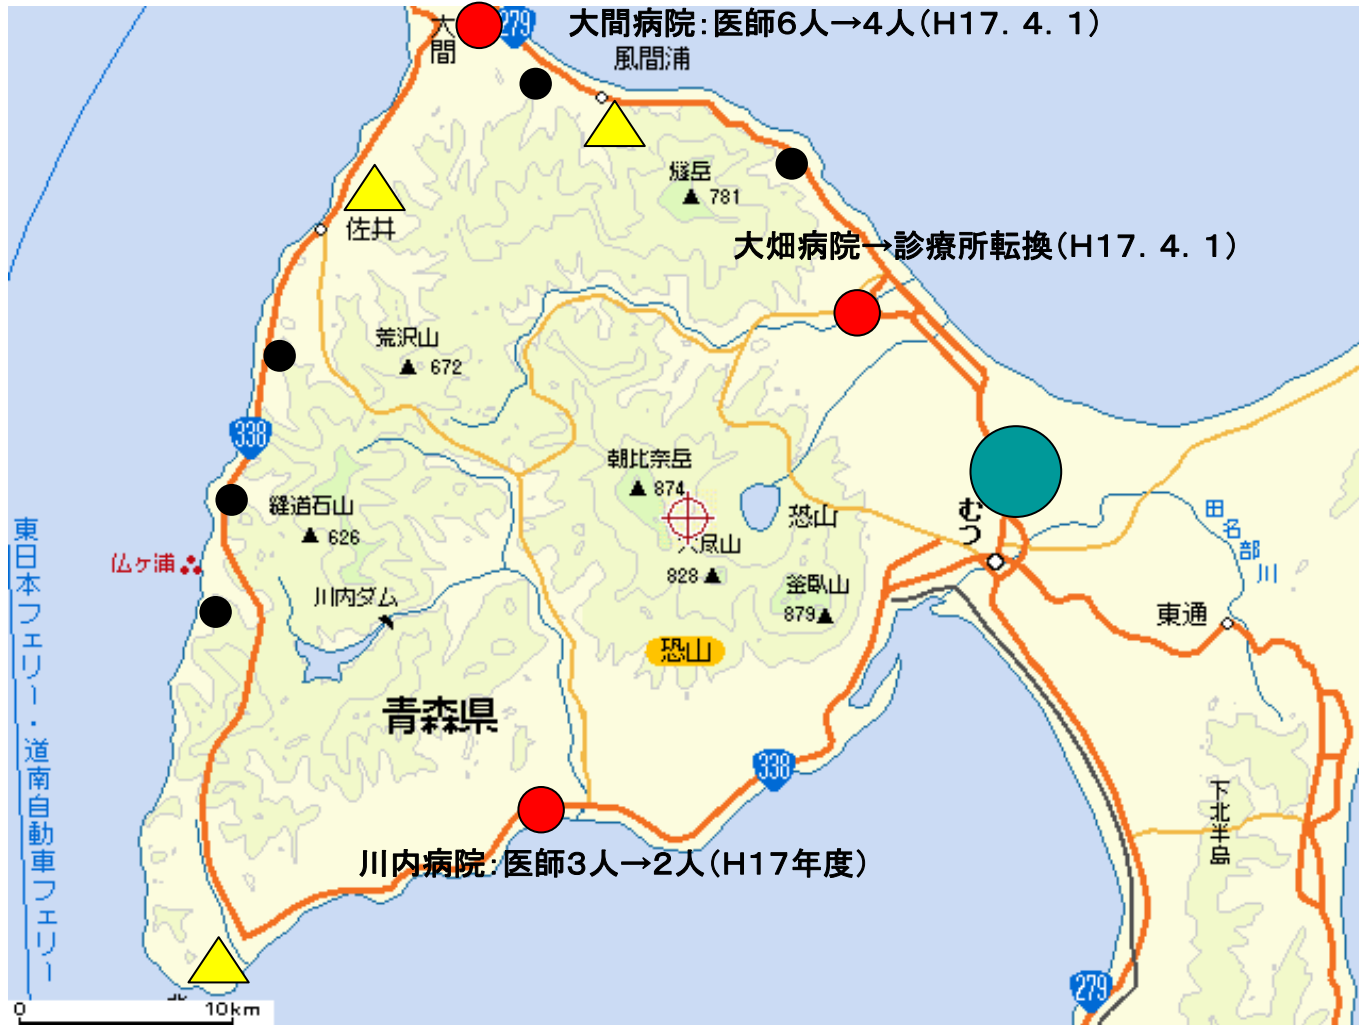 大間病院：医師６人→４人（Ｈ１７．４．１）
大間
279
風間浦
燧岳
781
佐井
大畑病院→診療所転換（Ｈ１７．４．１）
荒沢山
672
338
朝比奈岳
874
縫道石山
626
恐山
むつ
田名部川
仏ヶ浦
828
釜臥山
879
川内ダム
東通
恐山
青森県
東日本フェリー・道南自動車フェリー
338
下北半島
川内病院：医師３人→２人（Ｈ１７年度）
279
0
10km